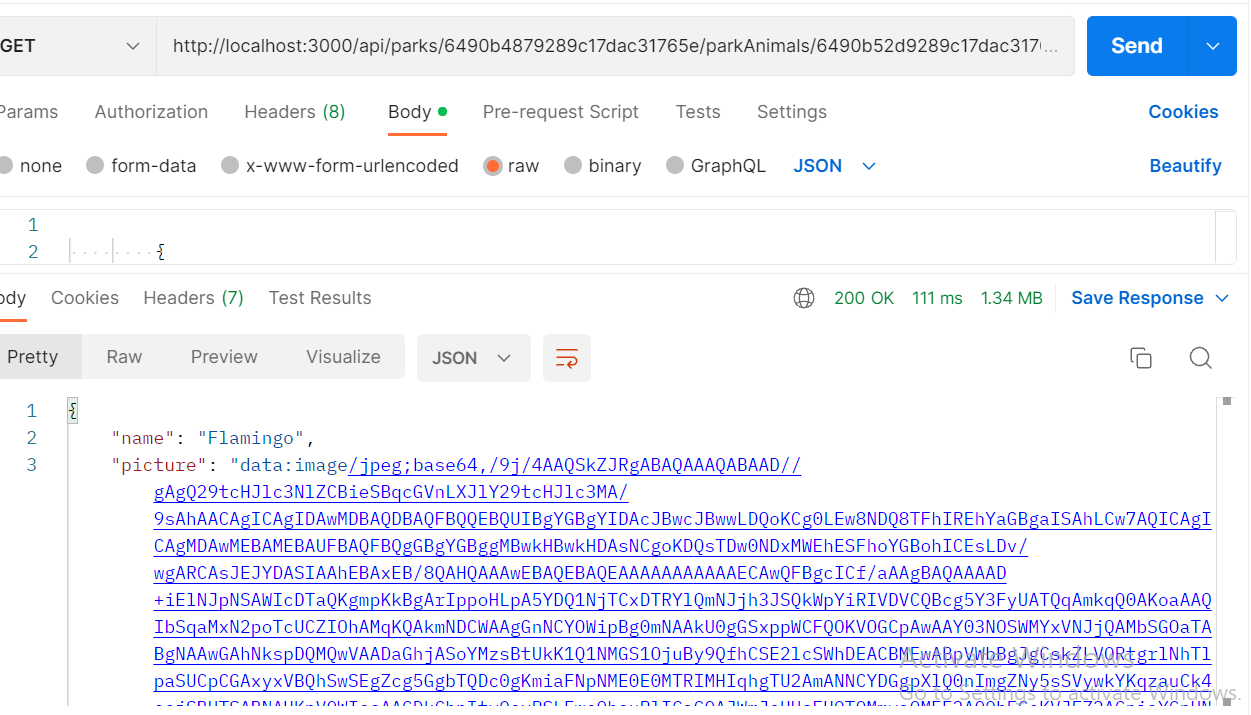 GET
http://localhost:3000/api/parks/6490b4879289c17dac31765e/parkAnimals/6490b52d9289c17dac317(...
Send
Params Authorization Headers (8) Body Pre-request Script Tests Settings Cookies
none form-data x-www-form-urlencoded raw binary GraphQL JSON Beautify
1
2 {
ody Cookies Headers (7) Test Results 200 OK 111 ms 1.34 MB Save Response
Pretty Raw Preview Visualize JSON
1 {
2 "name": "Flamingo",
3 "picture": "data:image/jpeg;base64,/9j/4AAQSkZJRgABAQAAAQABAAD//
gAgQ29tcHJlc3NlZCBieSBqcGVnLXJlY29tcHJlc3MA/
9sAhAACAgICAgIDAwMDBAQDBAQFBQQEBQUIBgYGBgYIDAcJBwcJBwwLDQoKCg0LEw8NDQ8TFhIREhYaGBgaISAhLCw7AQICAgI
CAgMDAwMEBAMEBAUFBAQFBQgGBgYGBggMBwkHBwkHDAsNCgoKDQsTDw0NDxMWEhESFhoYGBohICEsLDv/
wgARCAsJEJYDASIAAhEBAxEB/8QAHQAAAwEBAQEBAQEAAAAAAAAAAAECAwQFBgcICf/aAAgBAQAAAAD
+iElNJpNSAWIcDTaQKgmpKkBgArIppoHLpA5YDQ1NjTCxDTRYlQmNJjh3JSQkWpYiRIVDVCQBcg5Y3FyUATQqAmkqQ0AKoaAAQ
IbSqaMxN2poTcUCZIOhAMqKQAkmNDCWAAgGnNCYOWipBg0mNAAkU0gGSxppWCFQOKVOGCpAwAAY03NOSWMYxVNJjQAMbSGOaTA
BgNAAwGAhNkspDQMQwVAADaGhjASoYMzsBtUkK1Q1NMGS1OjuBy9QfhCSE2lcSWhDEACBMEwABpVWbBgJgCskZLVORtgrlNhTl
paSUCpCGAxyxVBQhSwSEgZcg5GgbTQDc0gKmiaFNpNME0E0MTRIMHIqhgTU2AmANNCYDGgpXlQ0nImgZNy5sSVywkYKqzauCk4
Activate Windows
Go to Settings to activate Windows.